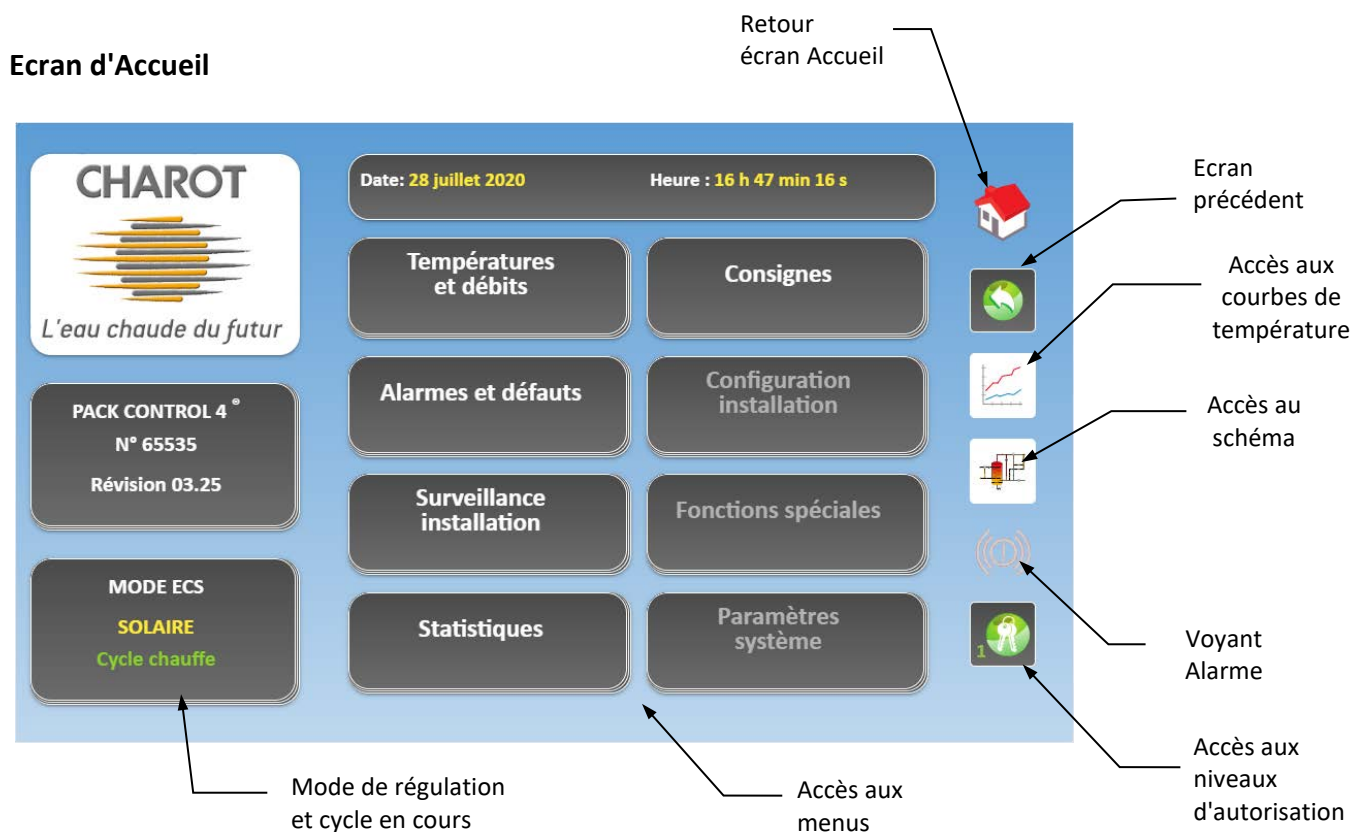 Ecran d'Accueil
Retour
écran Accueil
CHAROT
L'eau chaude du futur
PACK CONTROL 4 ®
N° 65535
Révision 03.25
MODE ECS
SOLAIRE
Cycle chauffe
Date: 28 juillet 2020
Heure : 16 h 47 min 16 s
Températures
et débits
Consignes
Alarmes et défauts
Configuration
installation
Surveillance
installation
Fonctions spéciales
Statistiques
Paramètres
système
1
Ecran
précédent
Accès aux
courbes de
température
Accès au
schéma
Voyant
Alarme
Accès aux
niveaux
d'autorisation
Mode de régulation
et cycle en cours
Accès aux
menus